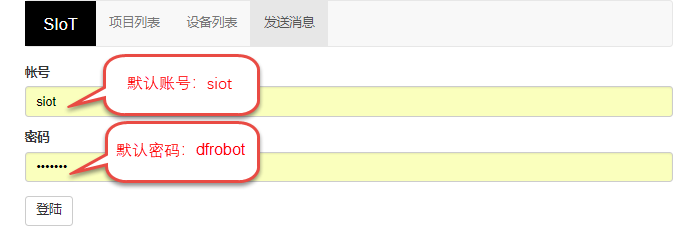 SIoT 项目列表 设备列表 发送消息
帐号
默认账号：siot
siot
密码
默认密码：dfrobot
•••••••
登陆